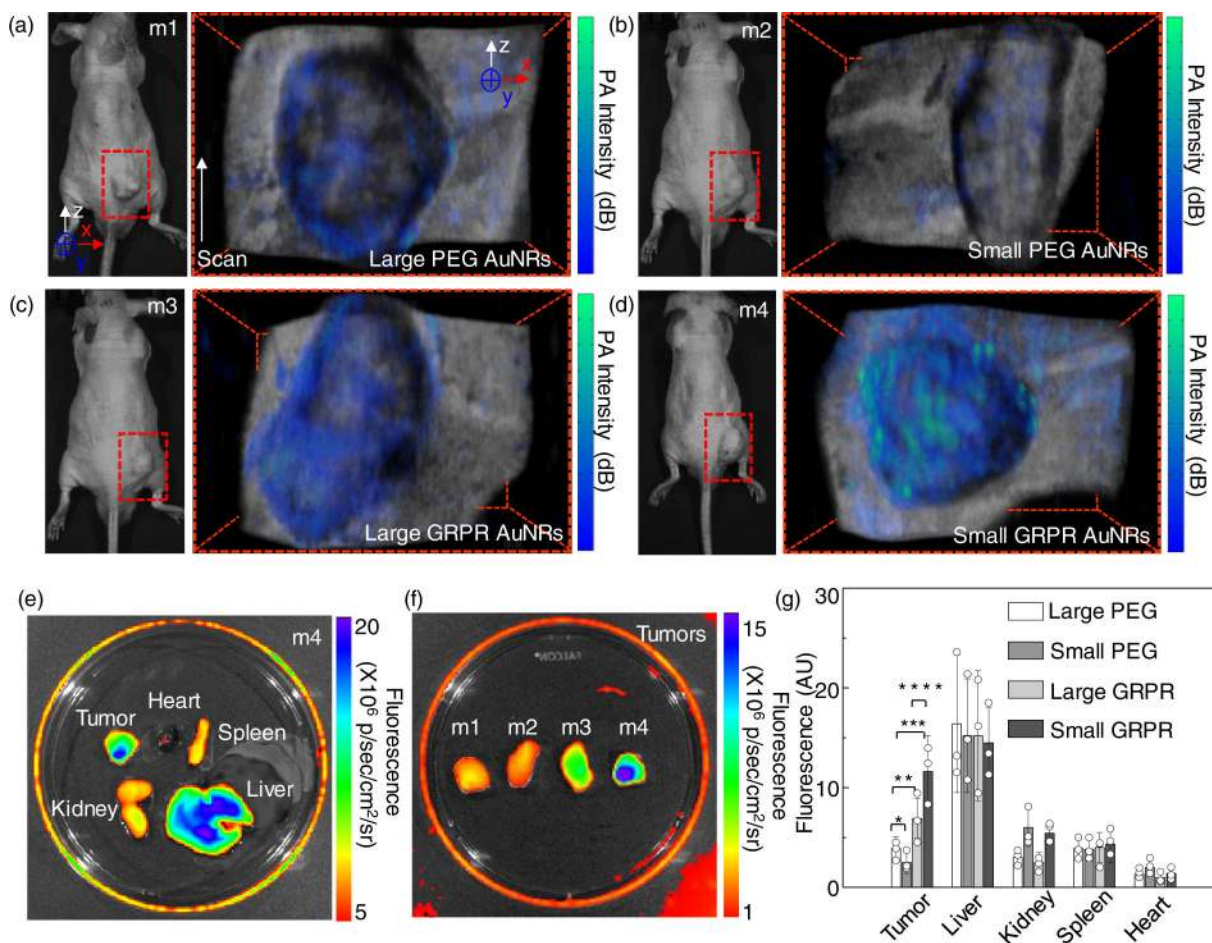 (a)
m1
z
x
y
z
x
y
Scan
Large PEG AuNRs
PA Intensity (dB)
(b)
m2
Small PEG AuNRs
PA Intensity (dB)
(c)
m3
Large GRPR AuNRs
PA Intensity (dB)
(d)
m4
Small GRPR AuNRs
PA Intensity (dB)
(e)
m4
Heart
Tumor
Spleen
Kidney
Liver
20
5
Fluorescence
(X10⁶ p/sec/cm²/sr)
(f)
Tumors
FALCON
m1 m2 m3 m4
15
1
Fluorescence
(X10⁶ p/sec/cm²/sr)
(g)
Fluorescence (AU)
30
20
10
0
Large PEG
Small PEG
Large GRPR
Small GRPR
****
***
**
*
Tumor
Liver
Kidney
Spleen
Heart